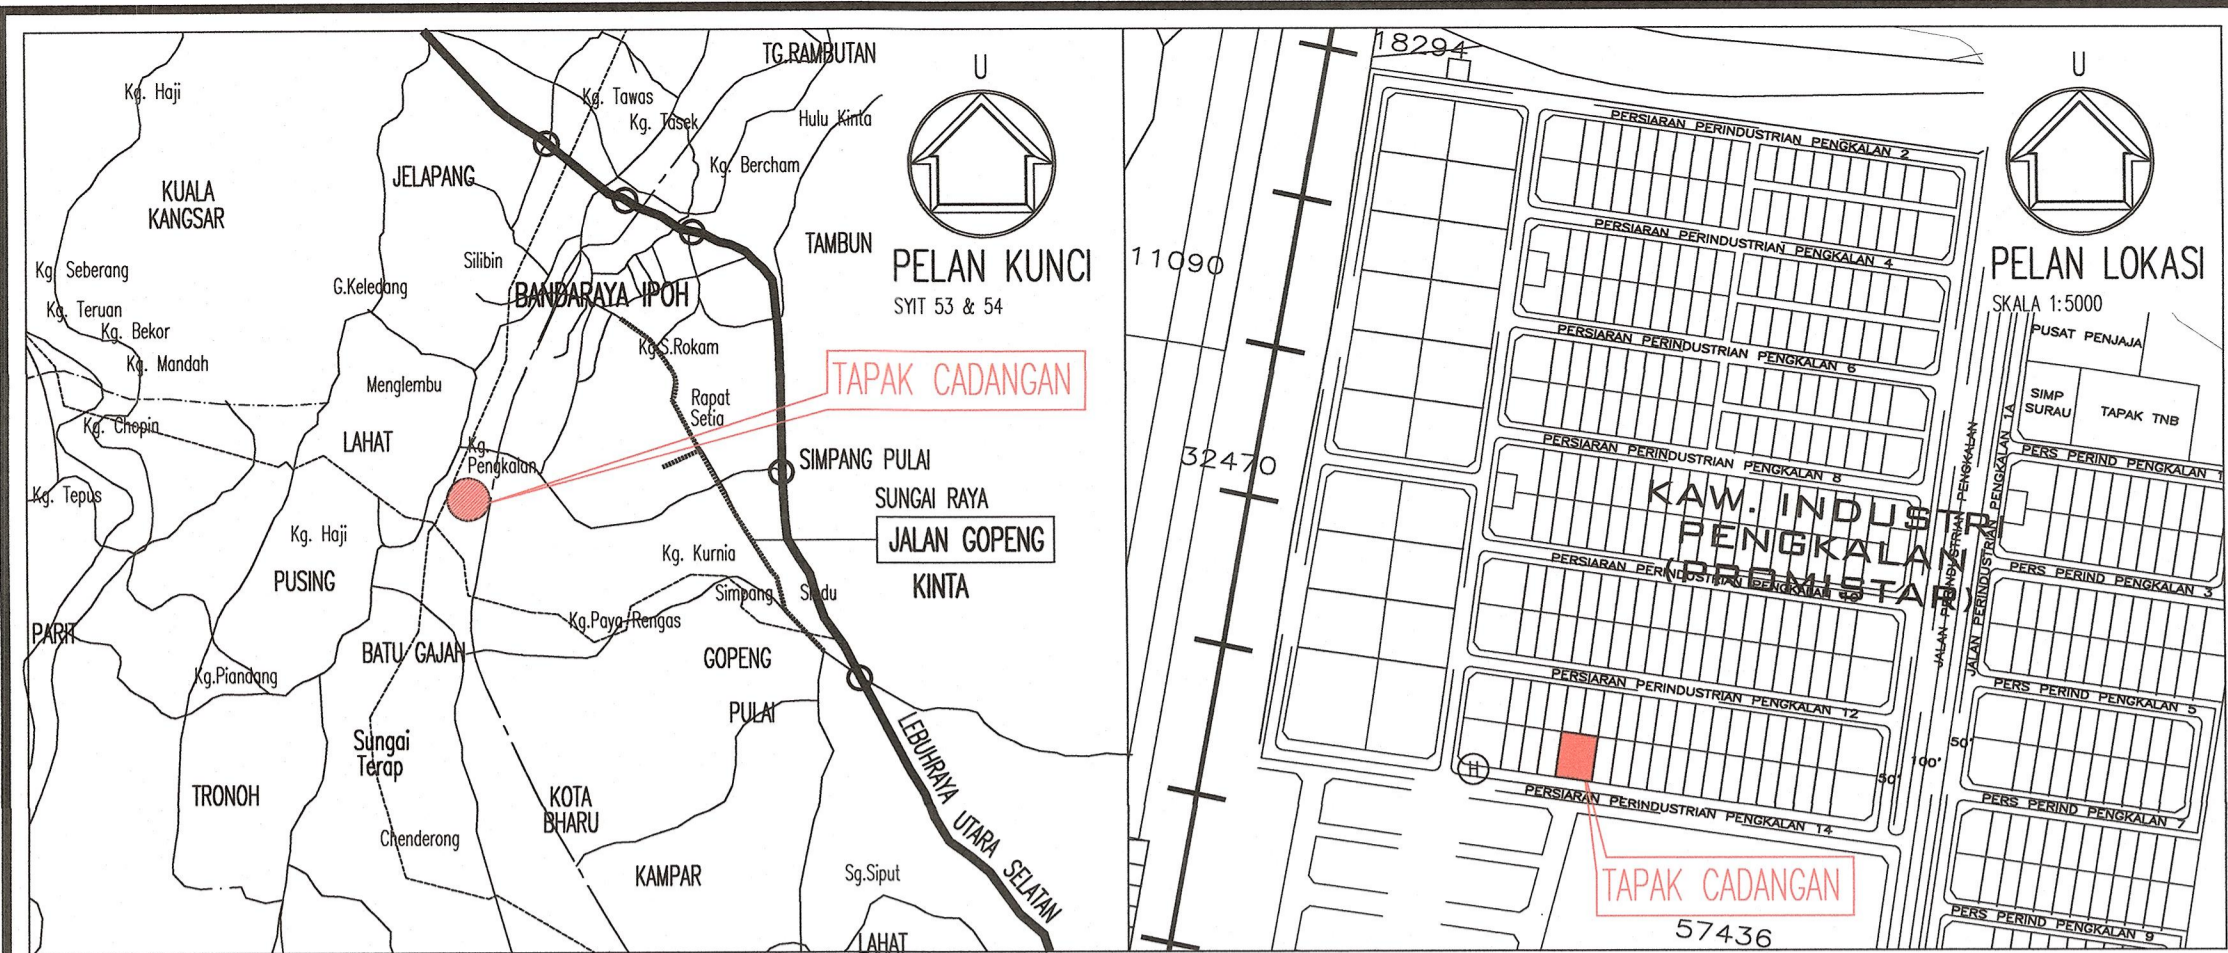 TG.RAMBUTAN
U
Kg. Haji
Kg. Tawas
Kg. Tasek
Hulu Kinta
Kg. Bercham
JELAPANG
KUALA
KANGSAR
TAMBUN
Silibin
PELAN KUNCI
SYIT 53 & 54
Kg. Seberang
G.Keledang
BANDARAYA IPOH
Kg. Teruan
Kg. Bekor
Kg. Mandah
Kg.S.Rokam
TAPAK CADANGAN
Menglembu
Rapat
Setia
Kg. Chopin
LAHAT
Kg.
Pengkalan
SIMPANG PULAI
Kg. Tepus
SUNGAI RAYA
Kg. Haji
JALAN GOPENG
Kg. Kurnia
PUSING
KINTA
Simpang
Kg.Paya Rengas
PARIT
BATU GAJAH
GOPENG
Kg.Piandang
PULAI
LEBUHRAYA UTARA SELATAN
Sungai
Terap
TRONOH
KOTA
BHARU
Chenderong
KAMPAR
Sg.Siput
LAHAT
18294
U
PERSIARAN PERINDUSTRIAN PENGKALAN 2
11090
PERSIARAN PERINDUSTRIAN PENGKALAN 4
PELAN LOKASI
SKALA 1:5000
PUSAT PENJAJA
PERSIARAN PERINDUSTRIAN PENGKALAN 6
SIMP
SURAU
TAPAK TNB
32470
PERSIARAN PERINDUSTRIAN PENGKALAN 8
PERS PERIND PENGKALAN 1
KAW. INDUSTRI
PENGKALAN
(PROMISTAR)
JALAN PERINDUSTRIAN PENGKALAN
JALAN PERINDUSTRIAN PENGKALAN 1A
PERSIARAN PERINDUSTRIAN PENGKALAN 10
PERS PERIND PENGKALAN 3
PERSIARAN PERINDUSTRIAN PENGKALAN 12
PERS PERIND PENGKALAN 5
50'
100'
50'
H
PERSIARAN PERINDUSTRIAN PENGKALAN 14
PERS PERIND PENGKALAN 7
TAPAK CADANGAN
57436
PERS PERIND PENGKALAN 9